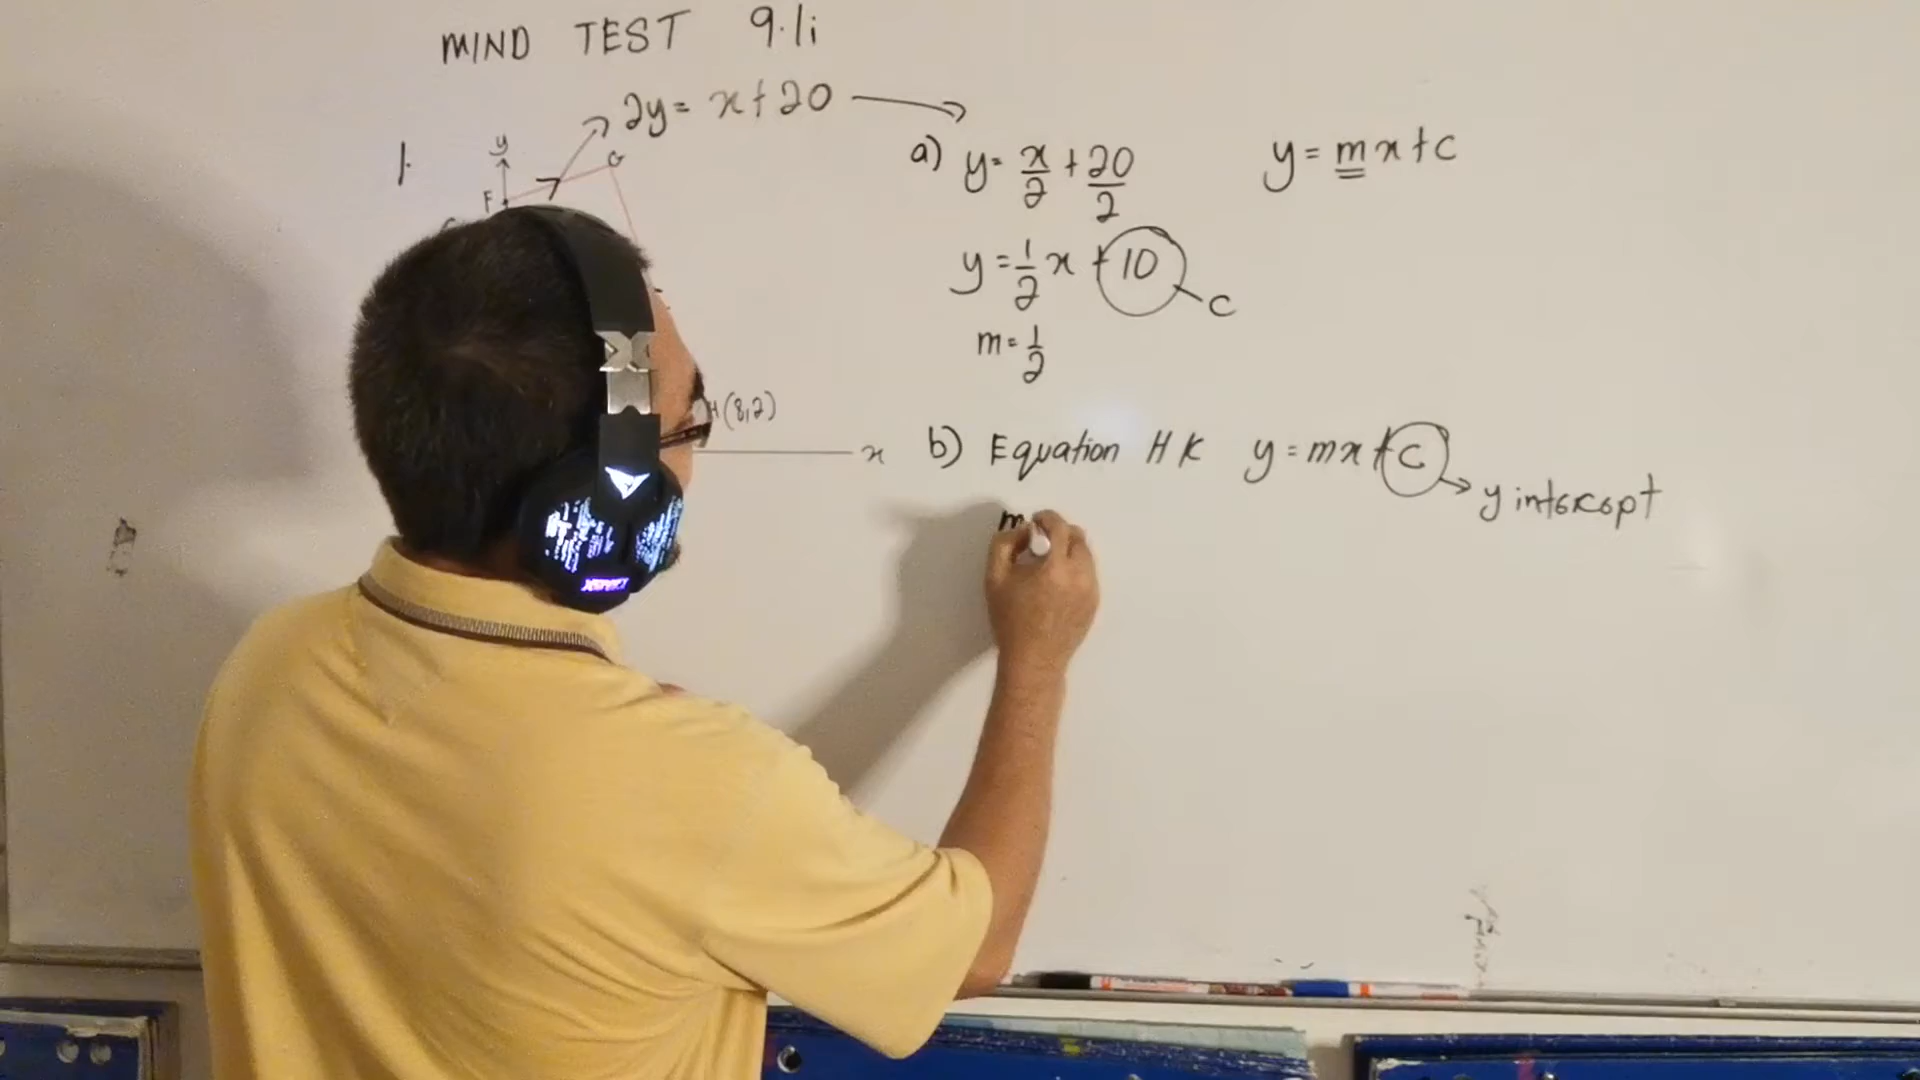 MIND TEST 9.1i
2y = x + 20
1.
y
G
F
H(8,2)
x
a) y = x/2 + 20/2
y = mx + c
y = 1/2 x + 10
c
m = 1/2
b) Equation HK y = mx + c
y intercept
m